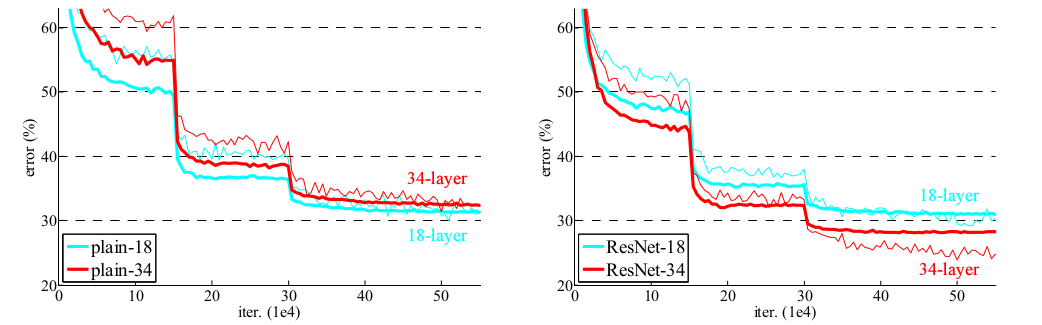 60
50
40
30
20
error (%)
34-layer
18-layer
plain-18
plain-34
0
10
20
30
40
50
iter. (1e4)
60
50
40
30
20
error (%)
18-layer
34-layer
ResNet-18
ResNet-34
0
10
20
30
40
50
iter. (1e4)